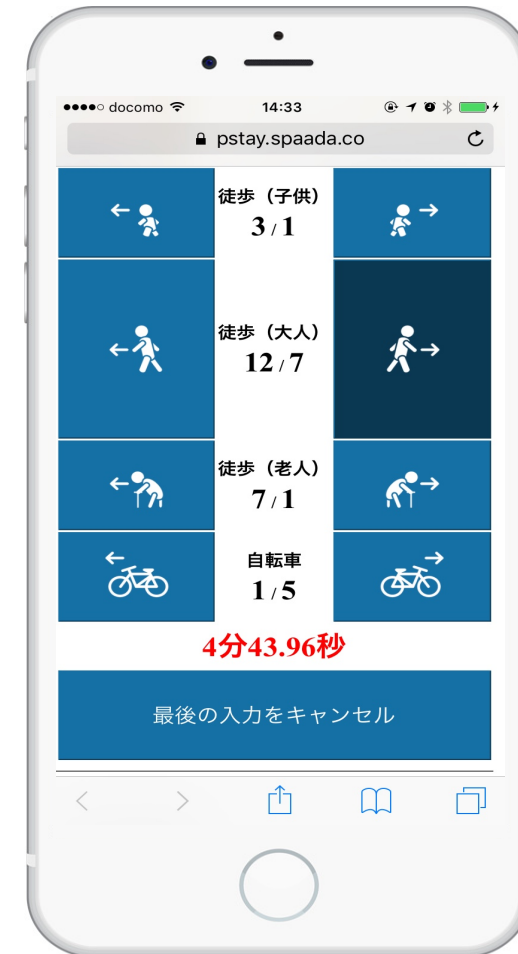 docomo 14:33
pstay.spaada.co
徒歩（子供）
3 / 1
徒歩（大人）
12 / 7
徒歩（老人）
7 / 1
自転車
1 / 5
4分43.96秒
最後の入力をキャンセル